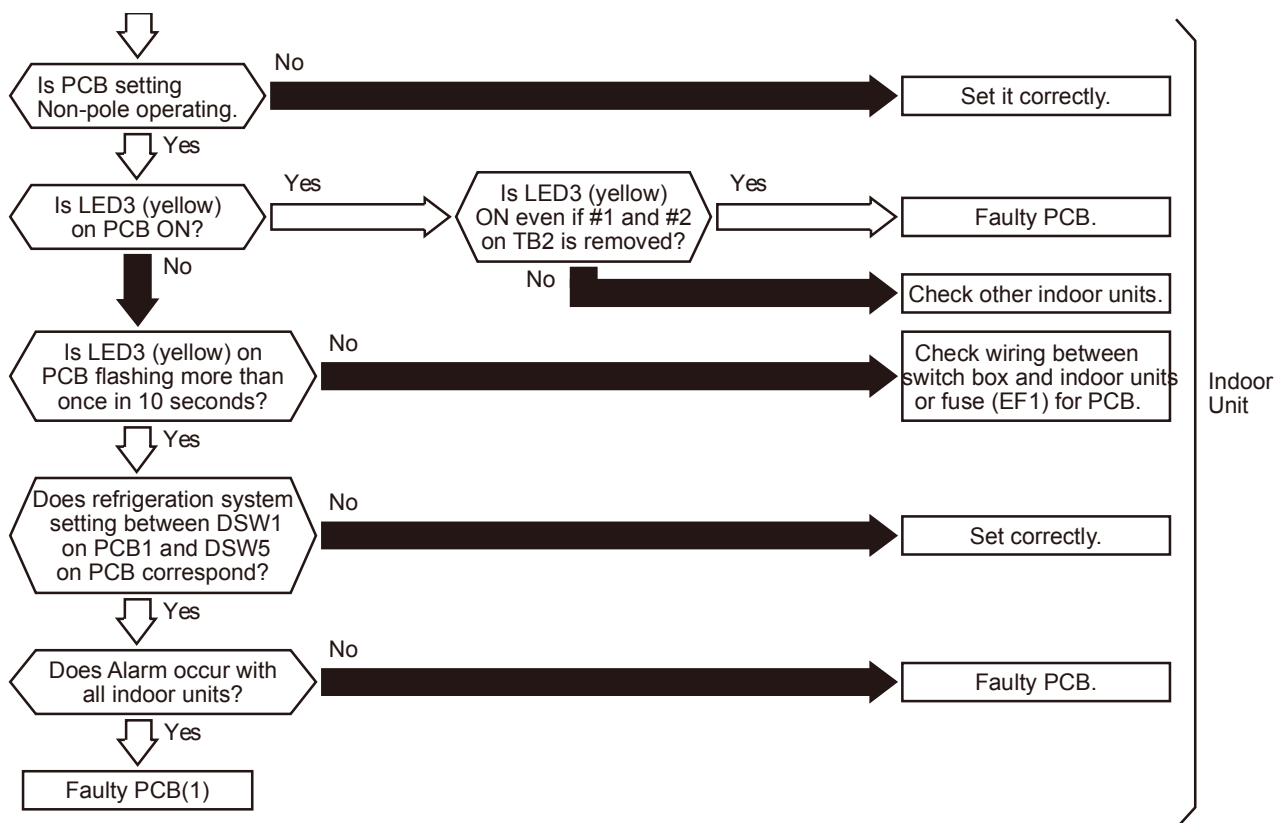 No
Is PCB setting
Non-pole operating.
Set it correctly.
Yes
Is LED3 (yellow)
on PCB ON?
Yes
Is LED3 (yellow)
ON even if #1 and #2
on TB2 is removed?
Yes
Faulty PCB.
No
No
Check other indoor units.
Is LED3 (yellow) on
PCB flashing more than
once in 10 seconds?
No
Check wiring between
switch box and indoor units
or fuse (EF1) for PCB.
Indoor
Unit
Yes
Does refrigeration system
setting between DSW1
on PCB1 and DSW5
on PCB correspond?
No
Set correctly.
Yes
Does Alarm occur with
all indoor units?
No
Faulty PCB.
Yes
Faulty PCB(1)